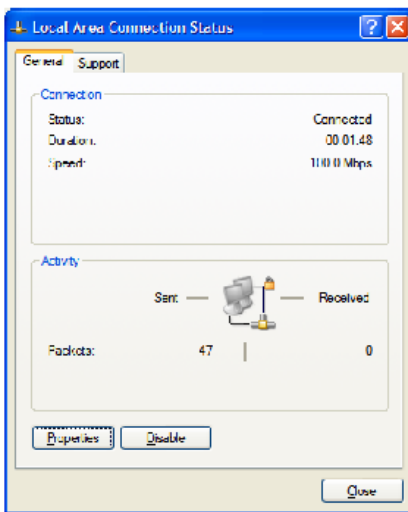 Local Area Connection Status
General Support
Connection
Status: Connected
Duration: 00:01:48
Speed: 100.0 Mbps
Activity
Sent Received
Packets: 47 0
Properties Disable
Close